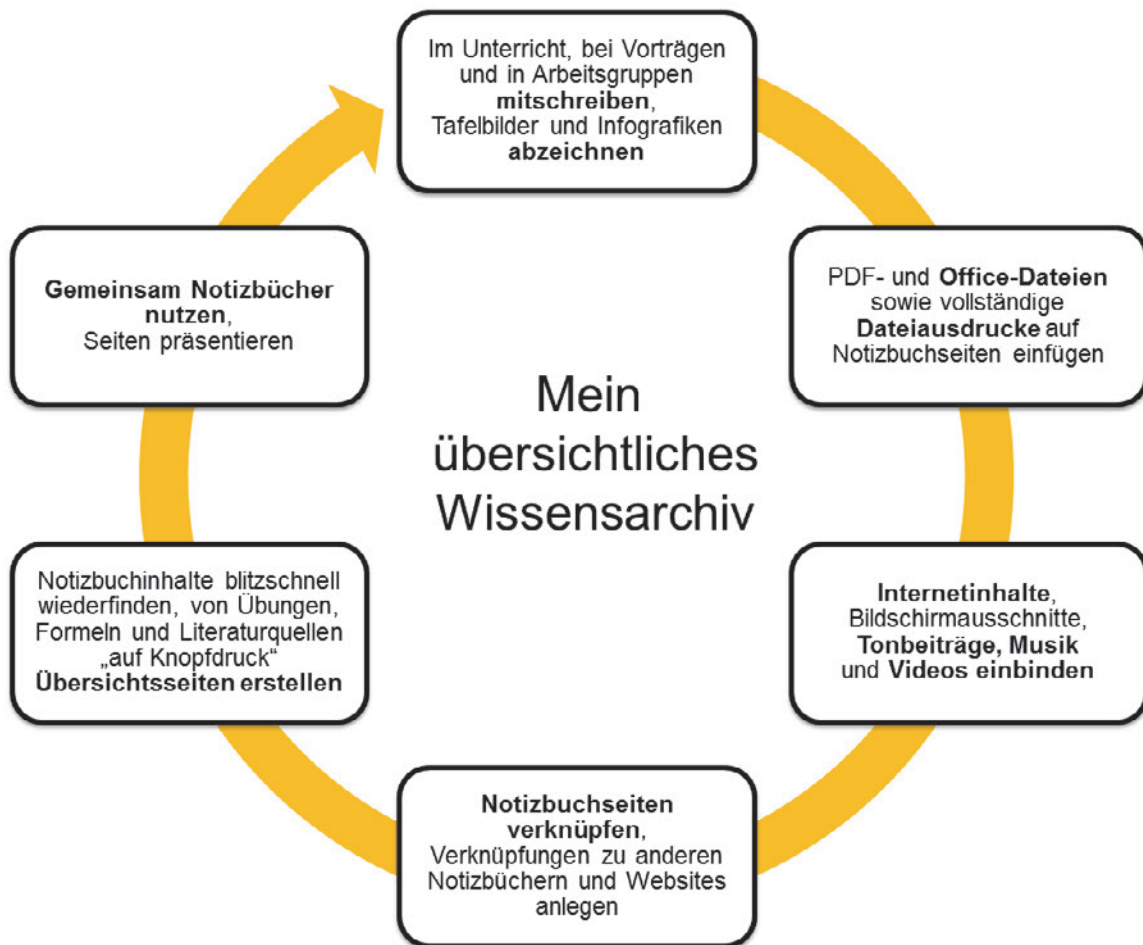 Im Unterricht, bei Vorträgen
und in Arbeitsgruppen
mitschreiben,
Tafelbilder und Infografiken
abzeichnen
PDF- und Office-Dateien
sowie vollständige
Dateiausdrucke auf
Notizbuchseiten einfügen
Internetinhalte,
Bildschirmausschnitte,
Tonbeiträge, Musik
und Videos einbinden
Notizbuchseiten
verknüpfen,
Verknüpfungen zu anderen
Notizbüchern und Websites
anlegen
Notizbuchinhalte blitzschnell
wiederfinden, von Übungen,
Formeln und Literaturquellen
„auf Knopfdruck“
Übersichtsseiten erstellen
Gemeinsam Notizbücher
nutzen,
Seiten präsentieren
Mein
übersichtliches
Wissensarchiv